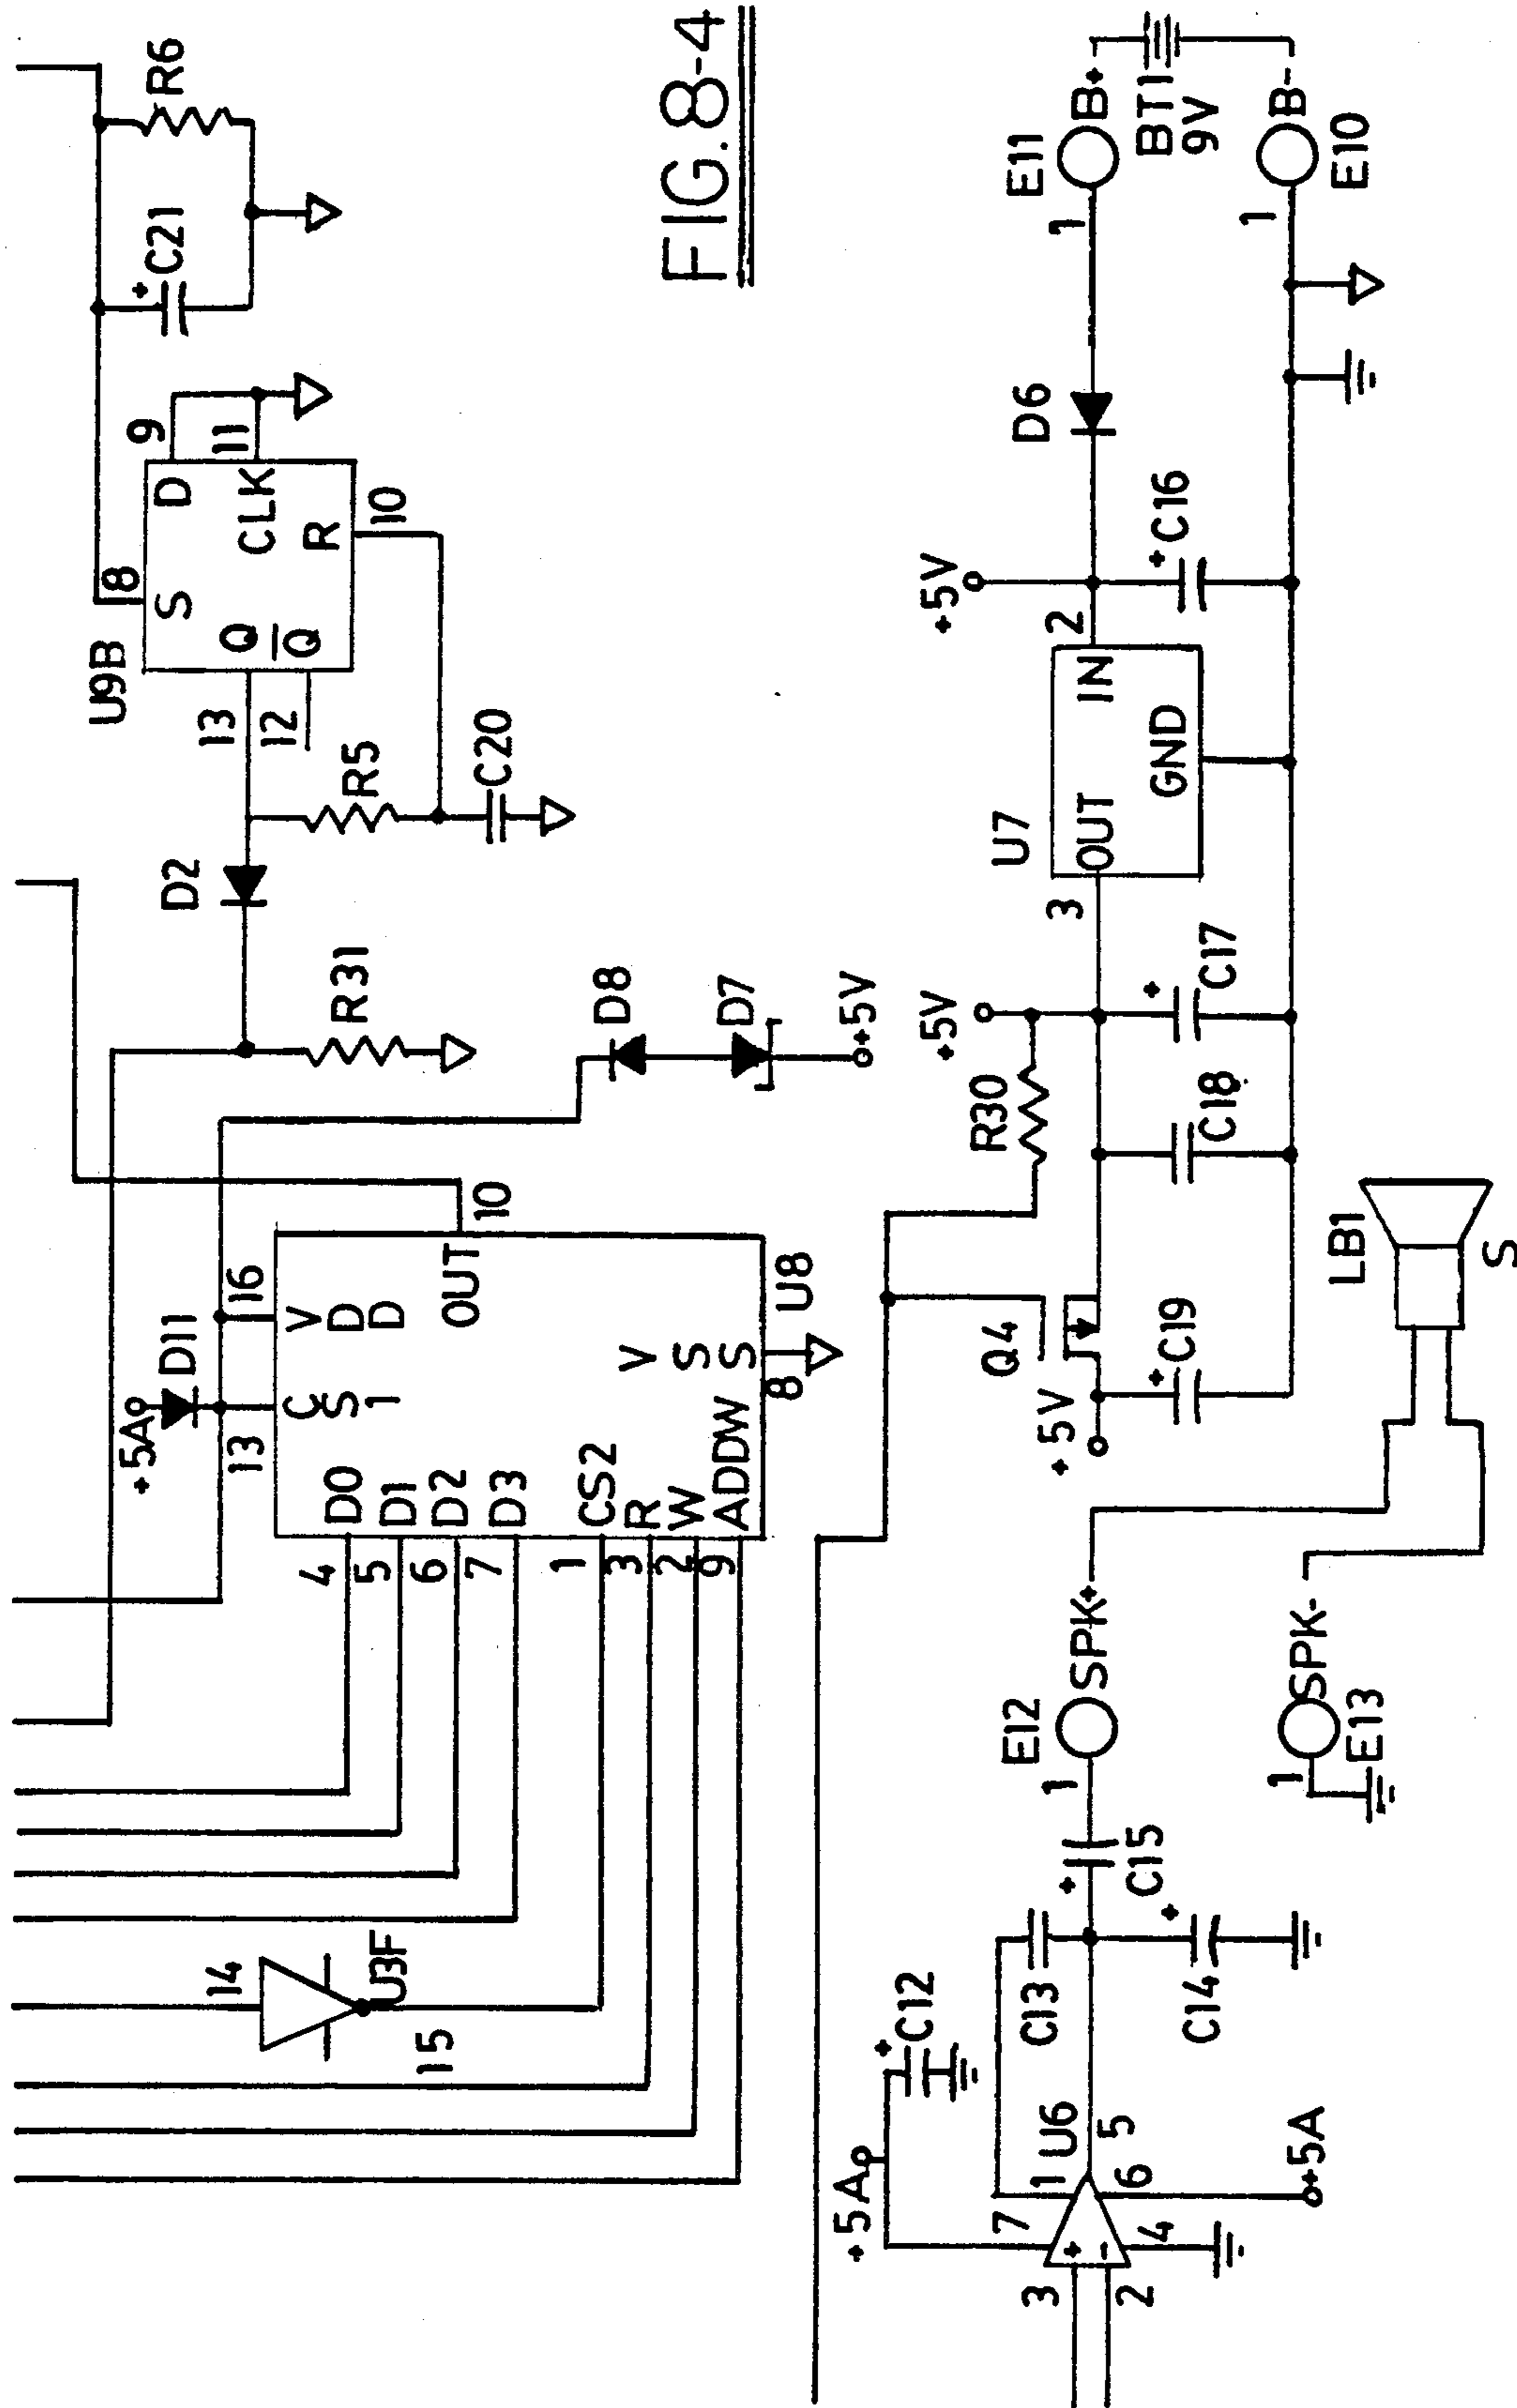 FIG.8-4
R6
C21
+
9
11
D
CLK
S
R
Q
Q
8
10
U9B
13
12
R5
C20
D2
R31
D8
D7
+5V
+5A
D11
13
16
CS1
VDD
OUT
10
D0
D1
D2
D3
CS2
R
W
ADDW
VSS
U8
8
4
5
6
7
1
3
2
9
14
U3F
15
E11
B+
1
BT1
9V
B-
E10
1
D6
+5V
+
C16
2
U7
IN
OUT
GND
3
+5V
+
C17
R30
C18
Q4
+5V
+
C19
LB1
S
E12
SPK+
1
SPK-
E13
1
C15
+
C13
C14
+
+5A
C12
+
U6
7
1
5
6
4
3
2
+
-
+5A